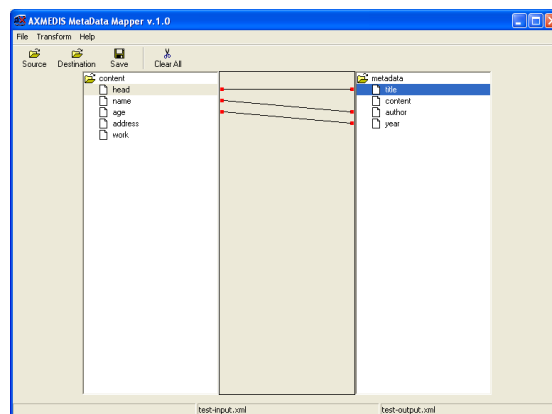 AXMEDIS MetaData Mapper v.1.0
File Transform Help
Source Destination Save Clear All
content
head
name
age
address
work
metadata
title
content
author
year
test-input.xml test-output.xml